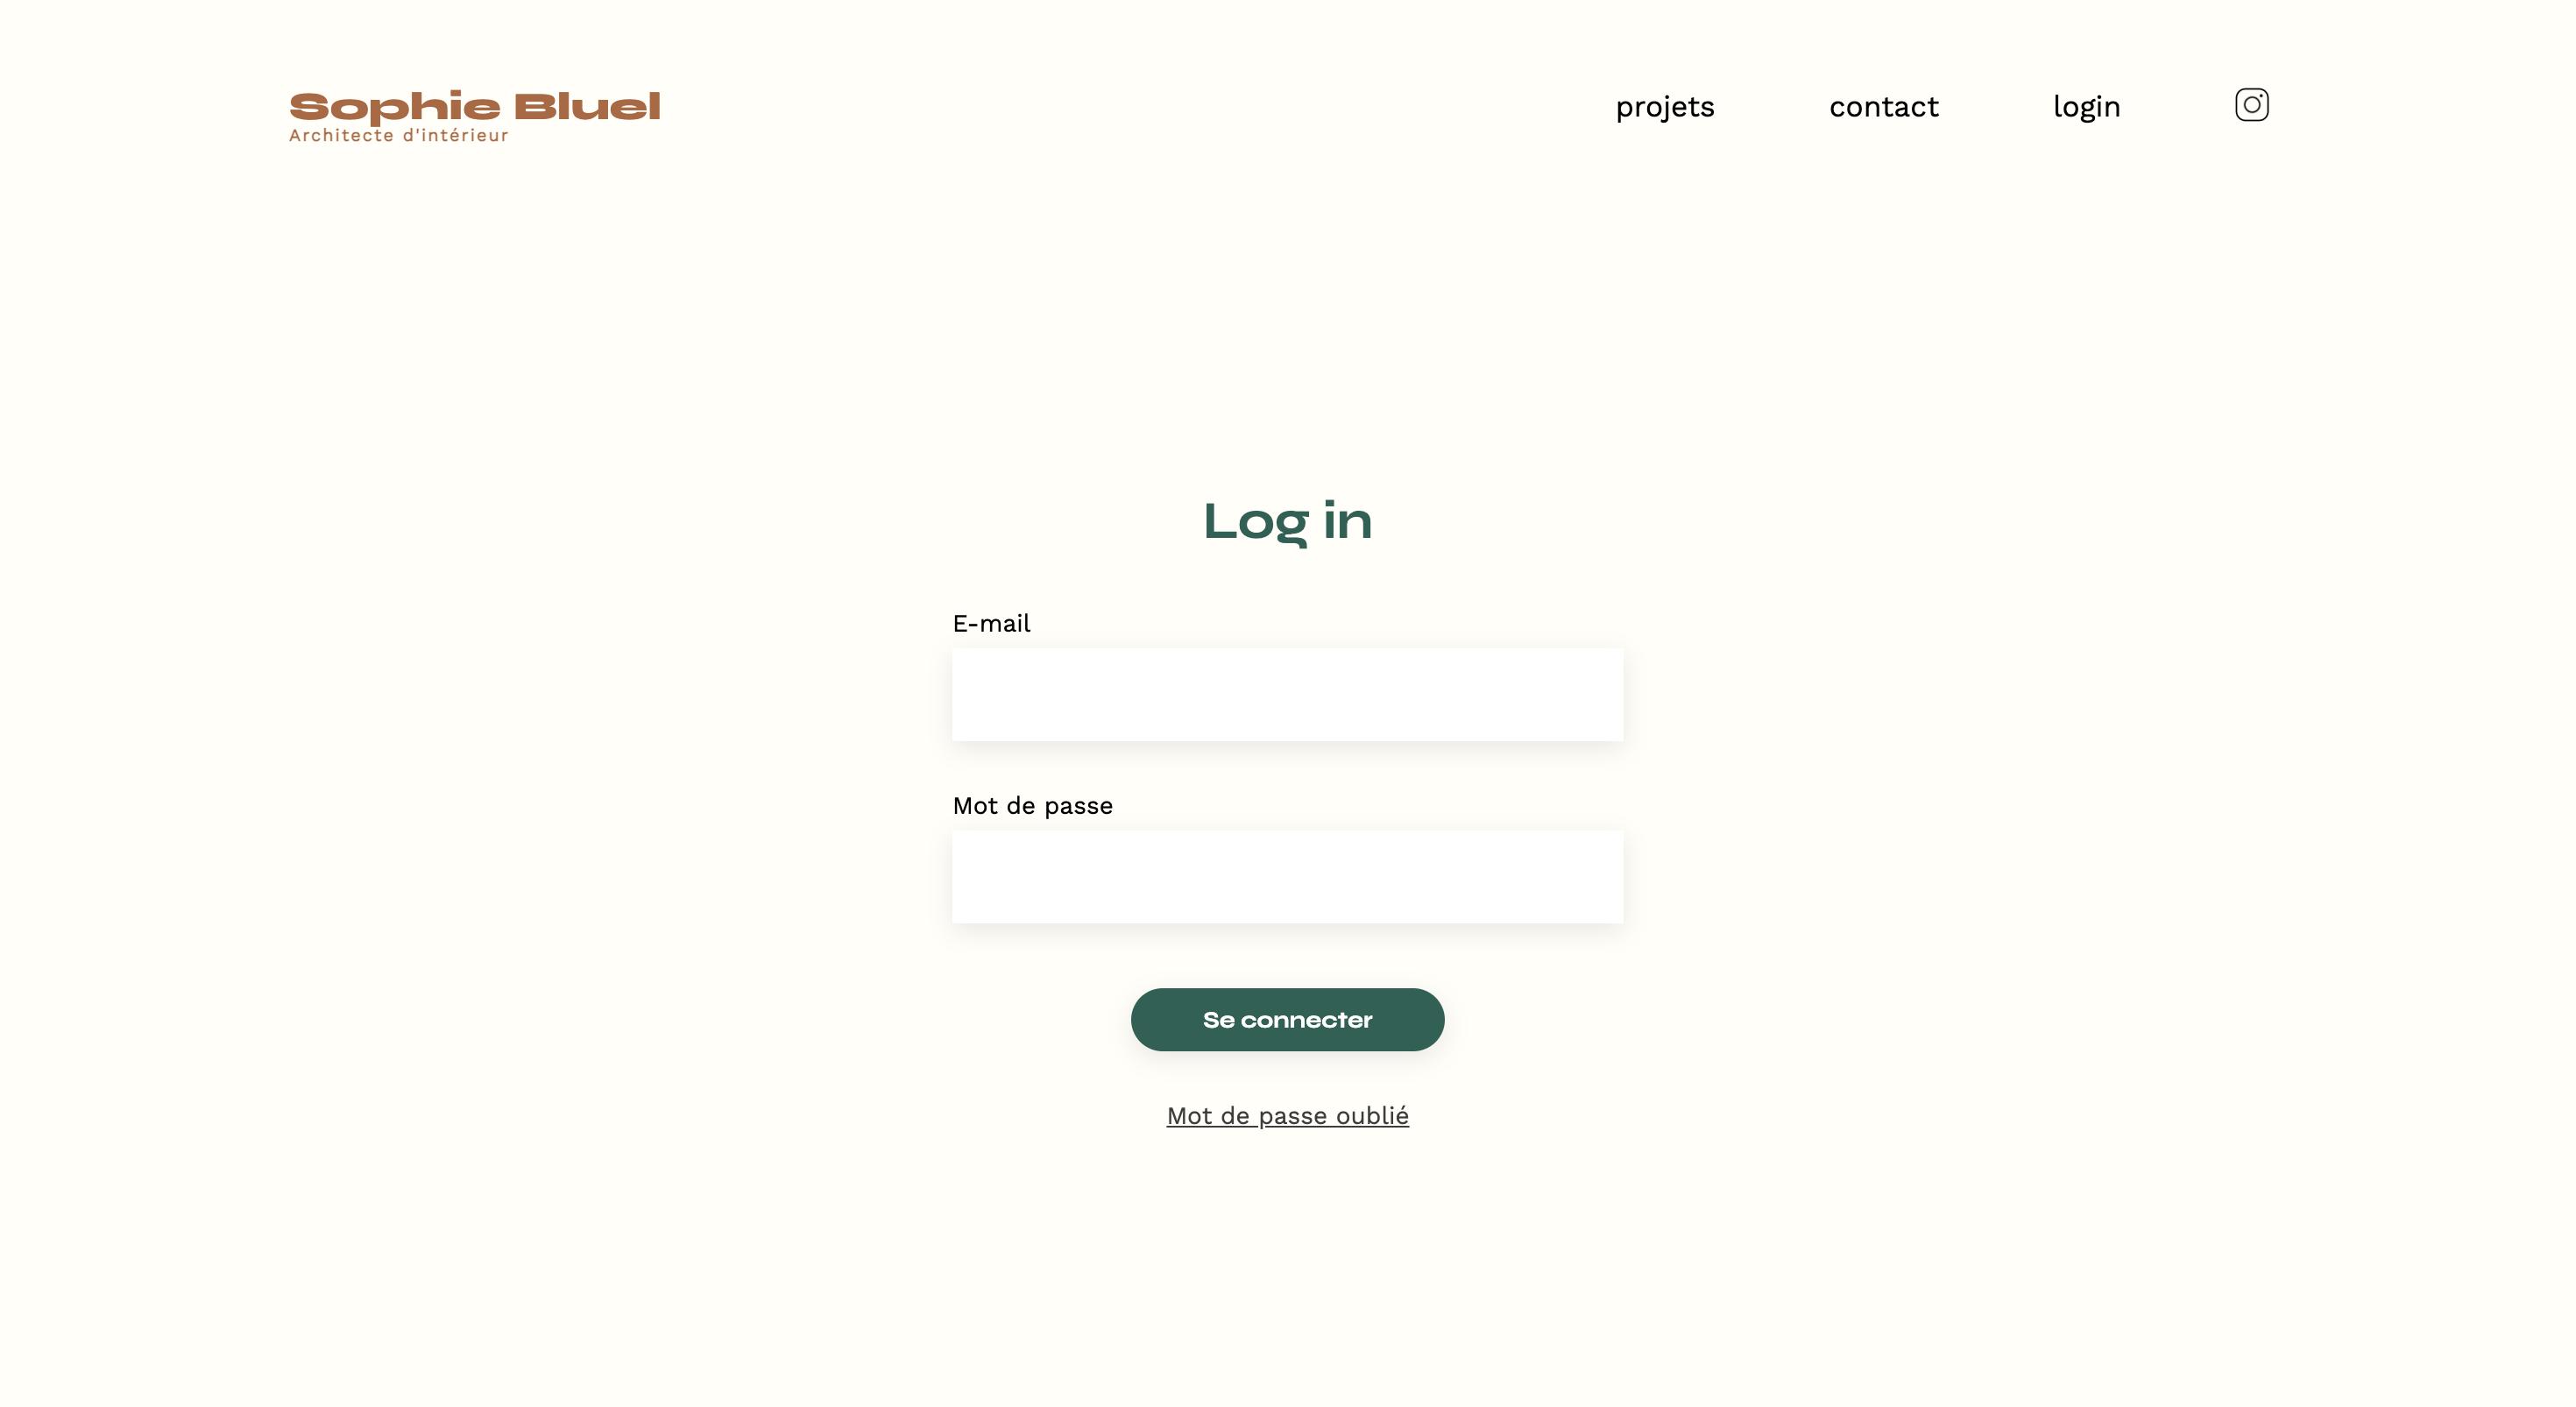 Sophie Bluel
Architecte d'intérieur
projets contact login
Log in
E-mail
Mot de passe
Se connecter
Mot de passe oublié